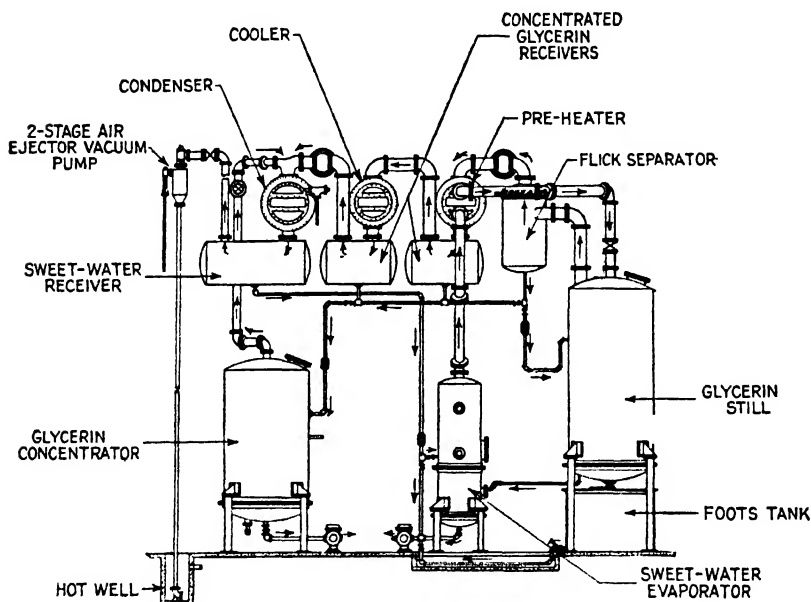 CONCENTRATED
GLYCERIN
RECEIVERS
COOLER
CONDENSER
2-STAGE AIR
EJECTOR VACUUM
PUMP
PRE-HEATER
FLICK SEPARATOR
SWEET-WATER
RECEIVER
GLYCERIN
CONCENTRATOR
GLYCERIN
STILL
FOOTS TANK
HOT WELL
SWEET-WATER
EVAPORATOR